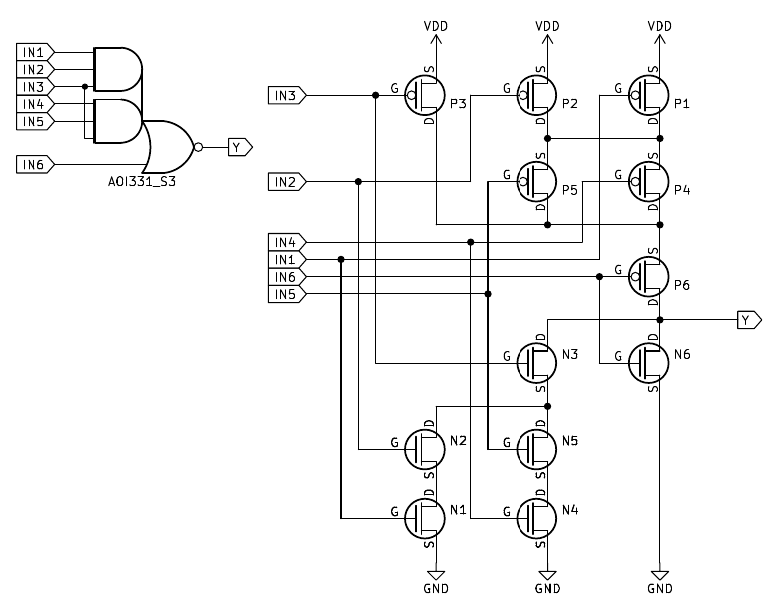 IN1
IN2
IN3
IN4
IN5
IN6
Y
AOI331_S3
VDD VDD VDD
S S S
IN3 G P3 G P2 G P1
D D D
S S
IN2 G P5 G P4
D D
IN4
IN1
IN6 S G P6
IN5 D
Y
D D
G N3 G N6
S S
D D
G N2 G N5
S S
D D
G N1 G N4
S S
GND GND GND